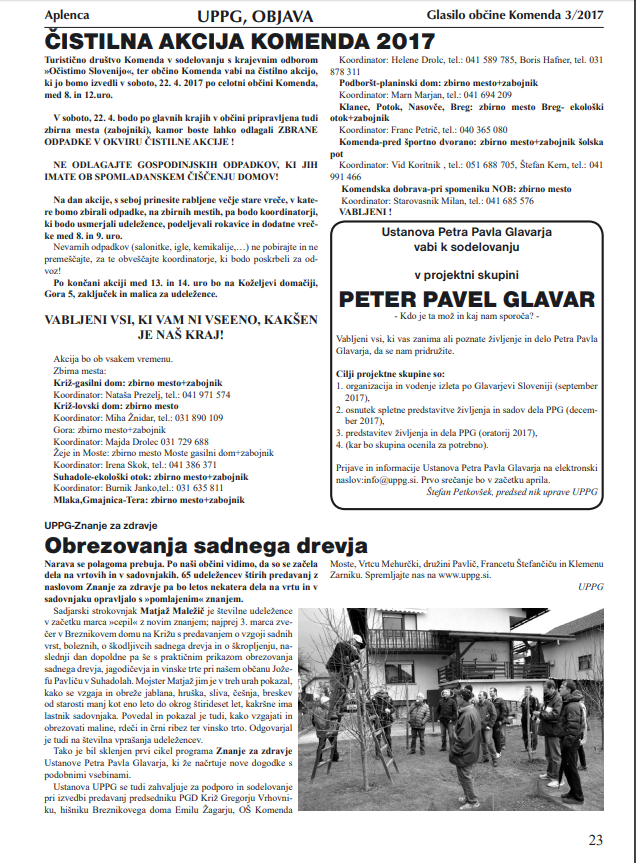 Aplenca
UPPG, OBJAVA
Glasilo občine Komenda 3/2017
ČISTILNA AKCIJA KOMENDA 2017
Turistično društvo Komenda v sodelovanju s krajevnim odborom
»Očistimo Slovenijo«, ter občino Komenda vabi na čistilno akcijo,
ki jo bomo izvedli v soboto, 22. 4. 2017 po celotni občini Komenda,
med 8. in 12.uro.
V soboto, 22. 4. bodo po glavnih krajih v občini pripravljena tudi
zbirna mesta (zabojniki), kamor boste lahko odlagali ZBRANE
ODPADKE V OKVIRU ČISTILNE AKCIJE !
NE ODLAGAJTE GOSPODINJSKIH ODPADKOV, KI JIH
IMATE OB SPOMLADANSKEM ČIŠČENJU DOMOV!
Na dan akcije, s seboj prinesite rabljene večje stare vreče, v kate-
re bomo zbirali odpadke, na zbirnih mestih, pa bodo koordinatorji,
ki bodo usmerjali udeležence, podeljevali rokavice in dodatne vreč-
ke med 8. in 9. uro.
Nevarnih odpadkov (salonitke, igle, kemikalije,…) ne pobirajte in ne
premeščajte, za te obveščajte koordinatorje, ki bodo poskrbeli za od-
voz!
Po končani akciji med 13. in 14. uro bo na Koželjevi domačiji,
Gora 5, zaključek in malica za udeležence.
VABLJENI VSI, KI VAM NI VSEENO, KAKŠEN
JE NAŠ KRAJ!
Akcija bo ob vsakem vremenu.
Zbirna mesta:
Križ-gasilni dom: zbirno mesto+zabojnik
Koordinator: Nataša Prezelj, tel.: 041 971 574
Križ-lovski dom: zbirno mesto
Koordinator: Miha Žnidar, tel.: 031 890 109
Gora: zbirno mesto+zabojnik
Koordinator: Majda Drolec 031 729 688
Žeje in Moste: zbirno mesto Moste gasilni dom+zabojnik
Koordinator: Irena Skok, tel.: 041 386 371
Suhadole-ekološki otok: zbirno mesto+zabojnik
Koordinator: Burnik Janko,tel.: 031 635 811
Mlaka,Gmajnica-Tera: zbirno mesto+zabojnik
Koordinator: Helene Drolc, tel.: 041 589 785, Boris Hafner, tel. 031
878 311
Podboršt-planinski dom: zbirno mesto+zabojnik
Koordinator: Marn Marjan, tel.: 041 694 209
Klanec, Potok, Nasovče, Breg: zbirno mesto Breg- ekološki
otok+zabojnik
Koordinator: Franc Petrič, tel.: 040 365 080
Komenda-pred športno dvorano: zbirno mesto+zabojnik šolska
pot
Koordinator: Vid Koritnik , tel.: 051 688 705, Štefan Kern, tel.: 041
991 466
Komendska dobrava-pri spomeniku NOB: zbirno mesto
Koordinator: Starovasnik Milan, tel.: 041 685 576
VABLJENI !
Ustanova Petra Pavla Glavarja
vabi k sodelovanju
v projektni skupini
PETER PAVEL GLAVAR
- Kdo je ta mož in kaj nam sporoča? -
Vabljeni vsi, ki vas zanima ali poznate življenje in delo Petra Pavla
Glavarja, da se nam pridružite.
Cilji projektne skupine so:
1. organizacija in vodenje izleta po Glavarjevi Sloveniji (september
2017),
2. osnutek spletne predstavitve življenja in sadov dela PPG (decem-
ber 2017),
3. predstavitev življenja in dela PPG (oratorij 2017),
4. (kar bo skupina ocenila za potrebno).
Prijave in informacije Ustanova Petra Pavla Glavarja na elektronski
naslov:info@uppg.si. Prvo srečanje bo v začetku aprila.
Štefan Petkovšek, predsed nik uprave UPPG
UPPG-Znanje za zdravje
Obrezovanja sadnega drevja
Narava se polagoma prebuja. Po naši občini vidimo, da so se začela
dela na vrtovih in v sadovnjakih. 65 udeležencev štirih predavanj z
naslovom Znanje za zdravje pa bo letos nekatera dela na vrtu in v
sadovnjaku opravljalo s »pomlajenim« znanjem.
Sadjarski strokovnjak Matjaž Maležič je številne udeležence
v začetku marca »cepil« z novim znanjem; najprej 3. marca zve-
čer v Breznikovem domu na Križu s predavanjem o vzgoji sadnih
vrst, boleznih, o škodljivcih sadnega drevja in o škropljenju, na-
slednji dan dopoldne pa še s praktičnim prikazom obrezovanja
sadnega drevja, jagodičevja in vinske trte pri našem občanu Jože-
fu Pavliču v Suhadolah. Mojster Matjaž jim je v treh urah pokazal,
kako se vzgaja in obreže jablana, hruška, sliva, češnja, breskev
od starosti manj kot eno leto do okrog štirideset let, kakršne ima
lastnik sadovnjaka. Povedal in pokazal je tudi, kako vzgajati in
obrezovati maline, rdeči in črni ribez ter vinsko trto. Odgovarjal
je tudi na številna vprašanja udeležencev.
Tako je bil sklenjen prvi cikel programa Znanje za zdravje
Ustanove Petra Pavla Glavarja, ki že načrtuje nove dogodke s
podobnimi vsebinami.
Ustanova UPPG se tudi zahvaljuje za podporo in sodelovanje
pri izvedbi predavanj predsedniku PGD Križ Gregorju Vrhovni-
ku, hišniku Breznikovega doma Emilu Žagarju, OŠ Komenda
Moste, Vrtcu Mehurčki, družini Pavlič, Francetu Štefančiču in Klemenu
Zarniku. Spremljajte nas na www.uppg.si.
UPPG
23